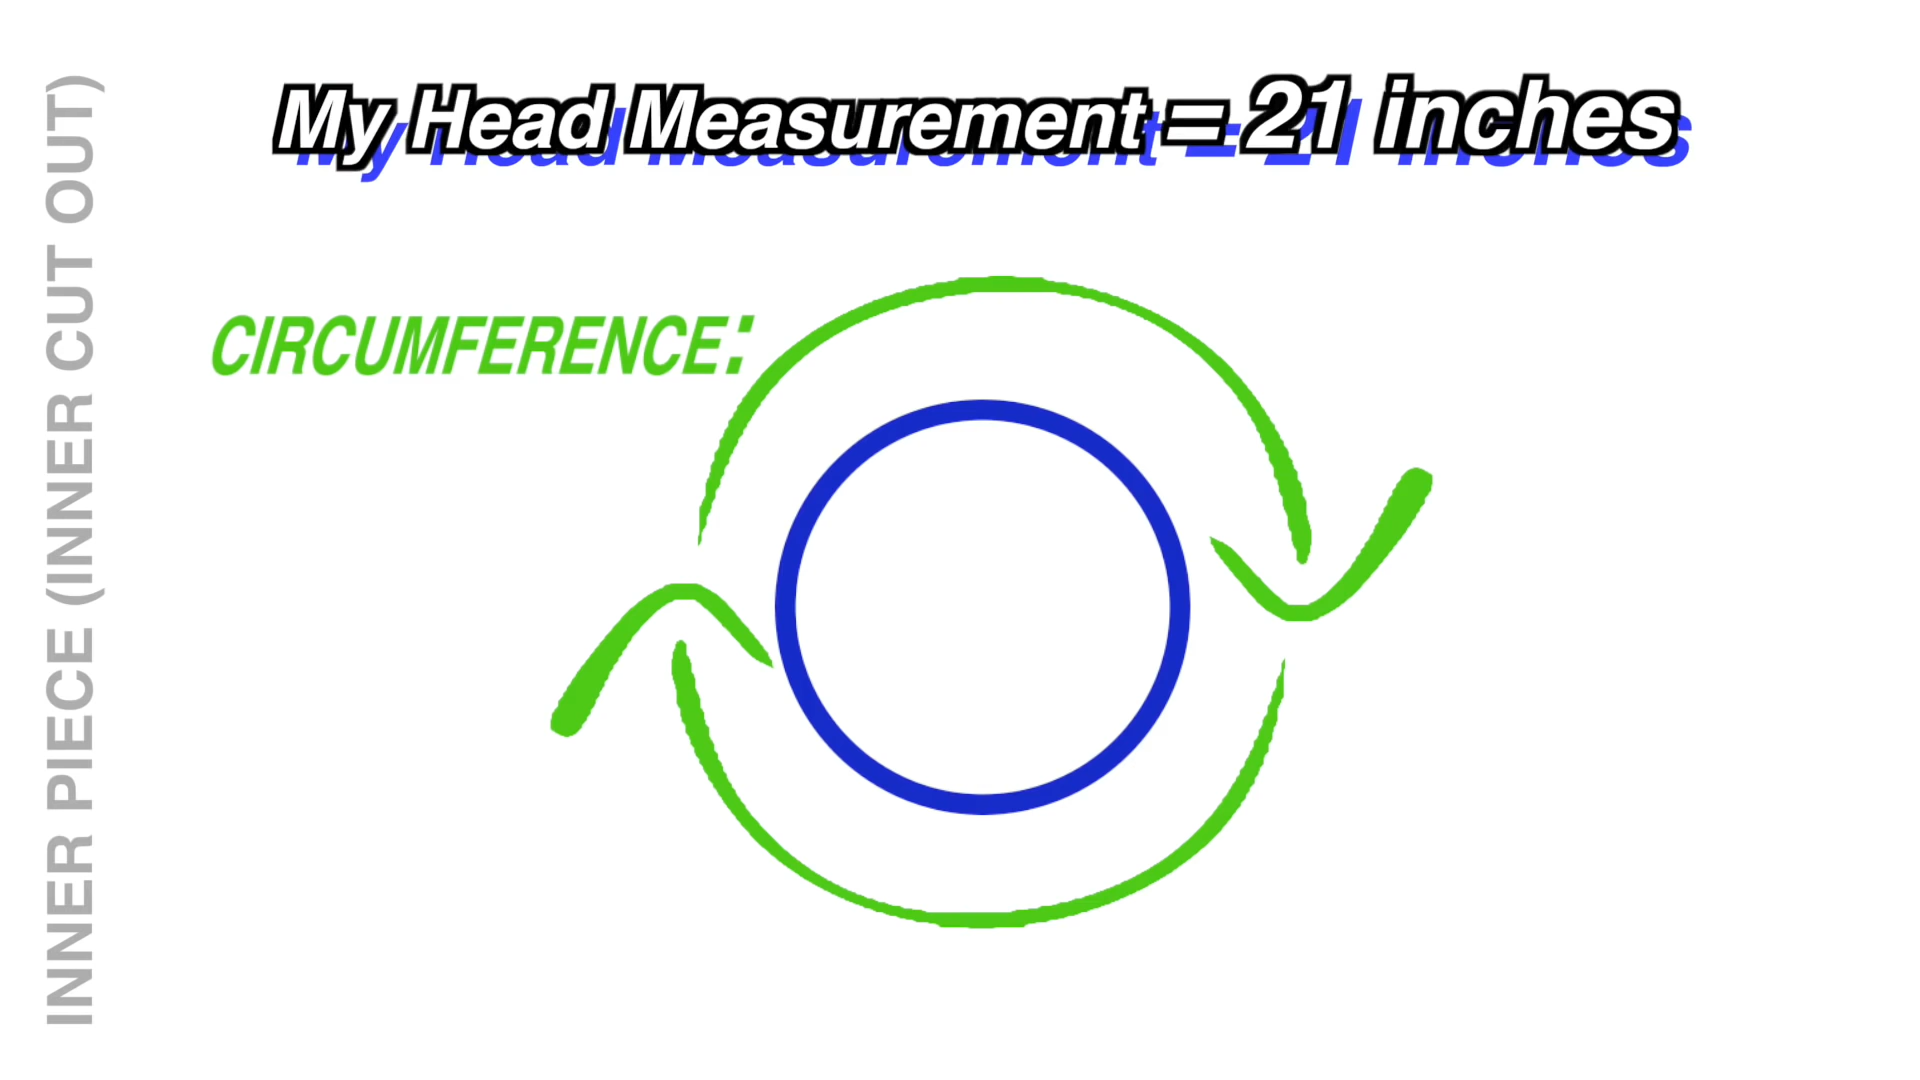 My Head Measurement = 21 inches
CIRCUMFERENCE:
INNER PIECE (INNER CUT OUT)